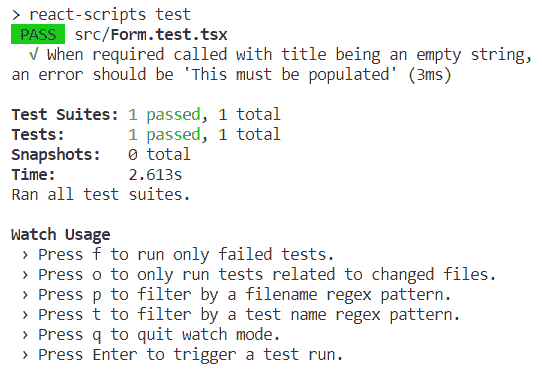 > react-scripts test
PASS src/Form.test.tsx
√ When required called with title being an empty string,
an error should be 'This must be populated' (3ms)
Test Suites: 1 passed, 1 total
Tests: 1 passed, 1 total
Snapshots: 0 total
Time: 2.613s
Ran all test suites.
Watch Usage
› Press f to run only failed tests.
› Press o to only run tests related to changed files.
› Press p to filter by a filename regex pattern.
› Press t to filter by a test name regex pattern.
› Press q to quit watch mode.
› Press Enter to trigger a test run.